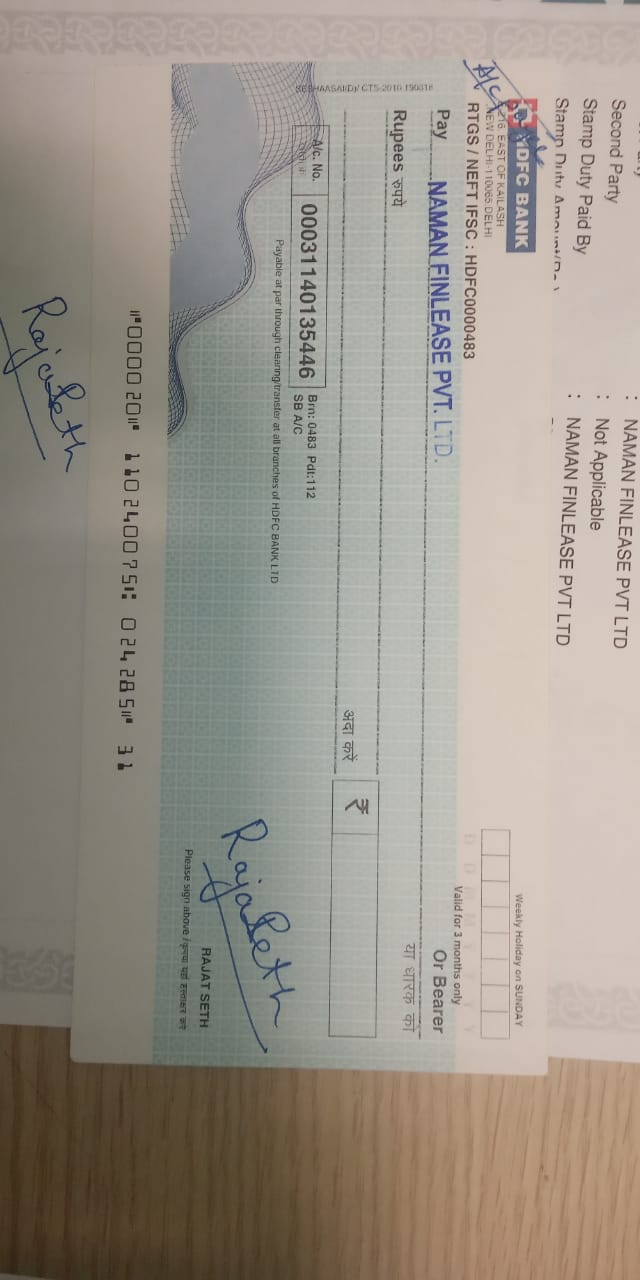 Second Party : NAMAN FINLEASE PVT LTD
Stamp Duty Paid By : Not Applicable
Stamp Duty Amount(Rs.) : NAMAN FINLEASE PVT LTD
A/C
HDFC BANK
216, EAST OF KAILASH
NEW DELHI-110065 DELHI
RTGS / NEFT IFSC : HDFC0000483
Weekly Holiday on SUNDAY
D D M M Y Y Y Y
Valid for 3 months only
Pay NAMAN FINLEASE PVT. LTD. Or Bearer
या धारक को
Rupees रुपये
अदा करें ₹
CTS-2010
A/c. No. 00031140135446 Brn: 0483 Pdt:112
SB A/C
Payable at par through clearing/transfer at all branches of HDFC BANK LTD
RajaSeth
RAJAT SETH
Please sign above / कृपया यहाँ हस्ताक्षर करें
⑈000020⑈ 110240075⑆ 024285⑈ 31
RajaSeth